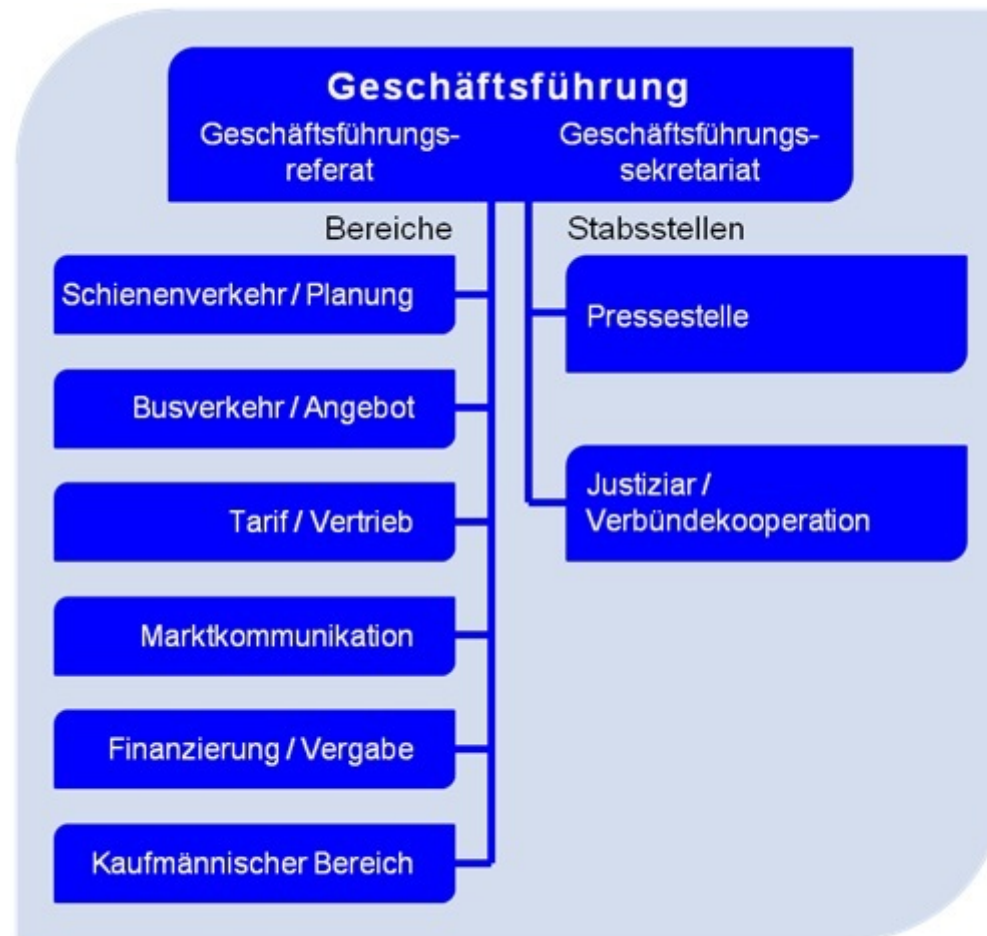 Geschäftsführung
Geschäftsführungs-
referat
Geschäftsführungs-
sekretariat
Bereiche
Schienenverkehr / Planung
Busverkehr / Angebot
Tarif / Vertrieb
Marktkommunikation
Finanzierung / Vergabe
Kaufmännischer Bereich
Stabsstellen
Pressestelle
Justiziar /
Verbündekooperation